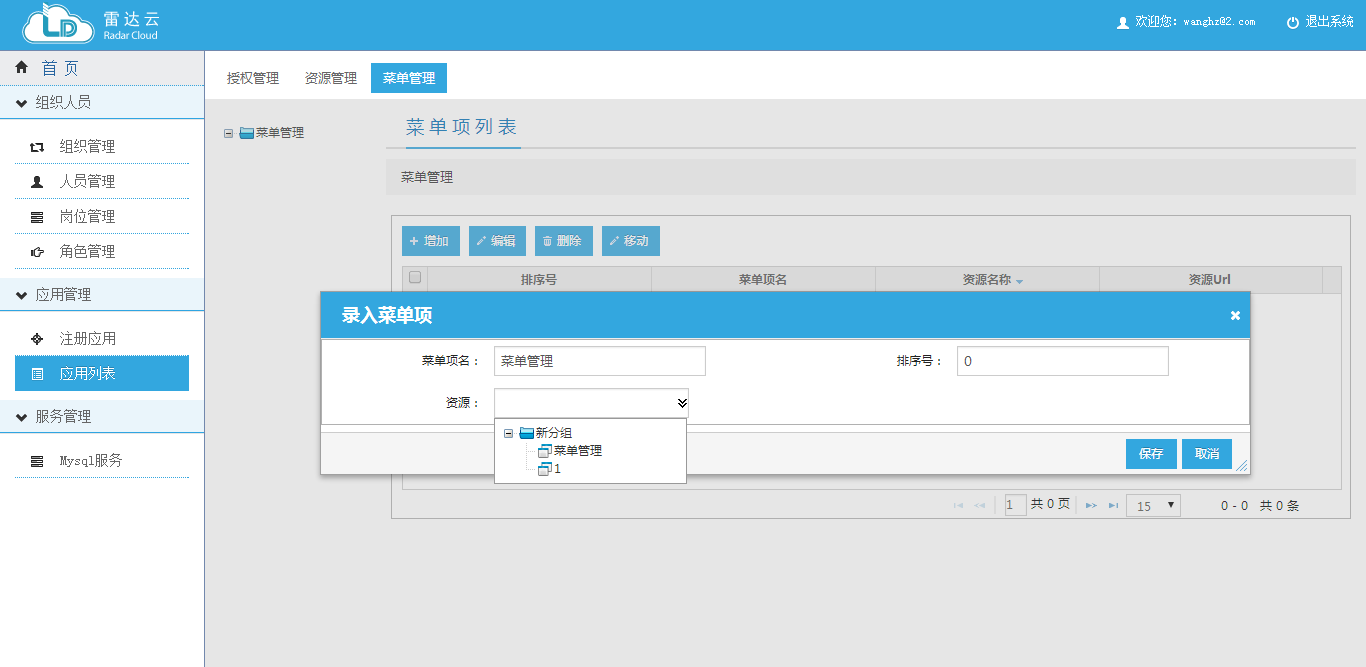 雷达云
Radar Cloud
欢迎您: wanghz@2.com 退出系统
首 页
组织人员
组织管理
人员管理
岗位管理
角色管理
应用管理
注册应用
应用列表
服务管理
Mysql服务
授权管理 资源管理 菜单管理
菜单管理
菜单项列表
菜单管理
增加 编辑 删除 移动
排序号 菜单项名 资源名称 资源Url
录入菜单项
菜单项名： 菜单管理 排序号： 0
资源：
新分组
菜单管理
1
保存 取消
1 共 0 页 15 0 - 0 共 0 条